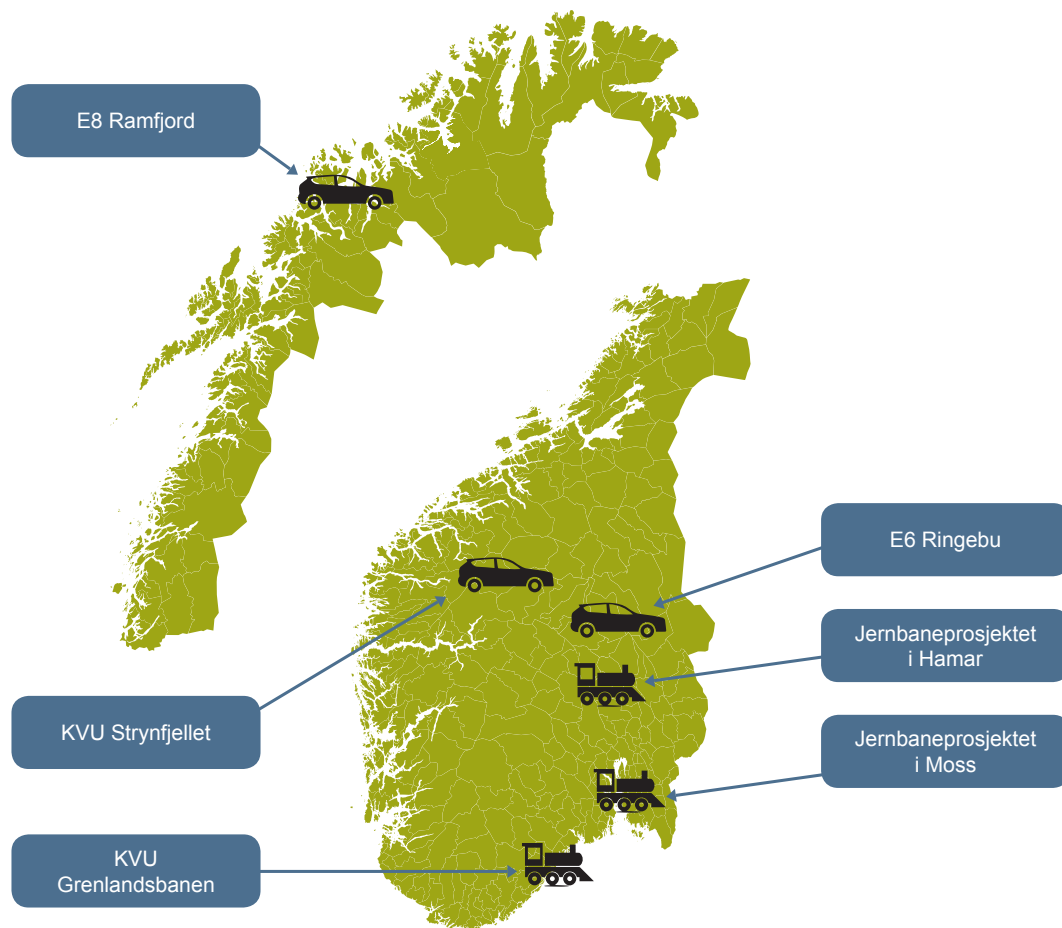 E8 Ramfjord
E6 Ringebu
Jernbaneprosjektet
i Hamar
KVU Strynfjellet
Jernbaneprosjektet
i Moss
KVU
Grenlandsbanen